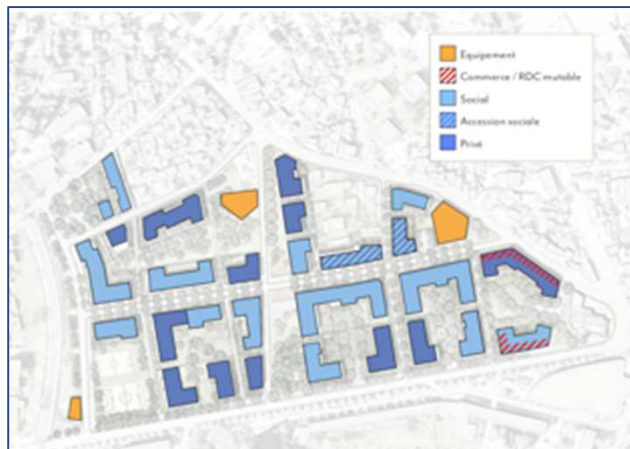 Equipement
Commerce / RDC mutable
Social
Accession sociale
Privé